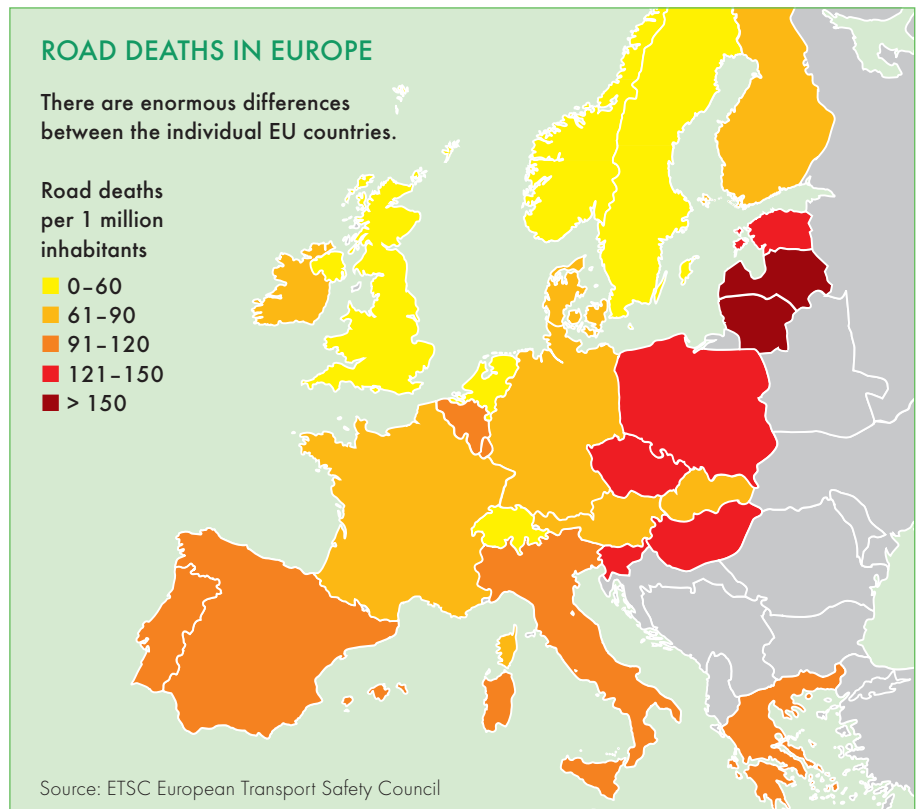 ROAD DEATHS IN EUROPE
There are enormous differences
between the individual EU countries.
Road deaths
per 1 million
inhabitants
0–60
61–90
91–120
121–150
> 150
Source: ETSC European Transport Safety Council